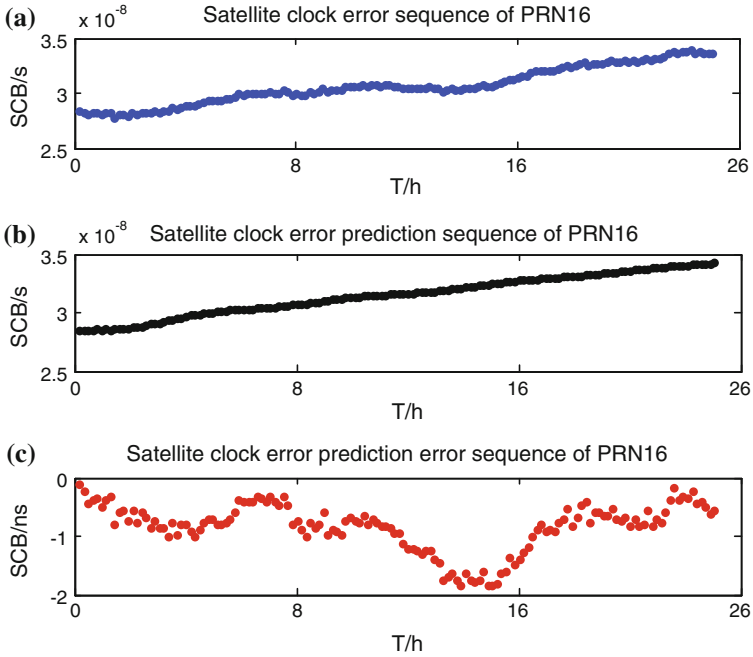 (a) Satellite clock error sequence of PRN16
x 10⁻⁸
3.5
3
2.5
SCB/s
0 8 16 26
T/h
(b) Satellite clock error prediction sequence of PRN16
x 10⁻⁸
3.5
3
2.5
SCB/s
0 8 16 26
T/h
(c) Satellite clock error prediction error sequence of PRN16
0
-1
-2
SCB/ns
0 8 16 26
T/h